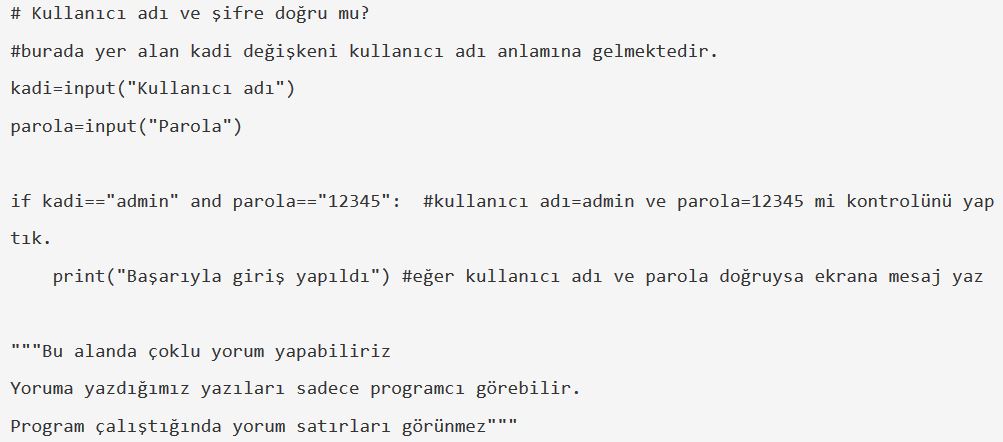 # Kullanıcı adı ve şifre doğru mu?
#burada yer alan kadi değişkeni kullanıcı adı anlamına gelmektedir.
kadi=input("Kullanıcı adı")
parola=input("Parola")
if kadi=="admin" and parola=="12345":  #kullanıcı adı=admin ve parola=12345 mi kontrolünü yap
tık.
    print("Başarıyla giriş yapıldı") #eğer kullanıcı adı ve parola doğruysa ekrana mesaj yaz
"""Bu alanda çoklu yorum yapabiliriz
Yoruma yazdığımız yazıları sadece programcı görebilir.
Program çalıştığında yorum satırları görünmez"""